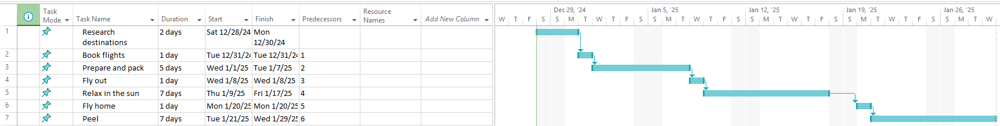 Task Mode Task Name Duration Start Finish Predecessors Resource Names Add New Column
1 Research destinations 2 days Sat 12/28/24 Mon 12/30/24
2 Book flights 1 day Tue 12/31/24 Tue 12/31/24 1
3 Prepare and pack 5 days Wed 1/1/25 Tue 1/7/25 2
4 Fly out 1 day Wed 1/8/25 Wed 1/8/25 3
5 Relax in the sun 7 days Thu 1/9/25 Fri 1/17/25 4
6 Fly home 1 day Mon 1/20/25 Mon 1/20/25 5
7 Peel 7 days Tue 1/21/25 Wed 1/29/25 6
Dec 29, '24 Jan 5, '25 Jan 12, '25 Jan 19, '25 Jan 26, '25
W T F S S M T W T F S S M T W T F S S M T W T F S S M T W T F S S M T W